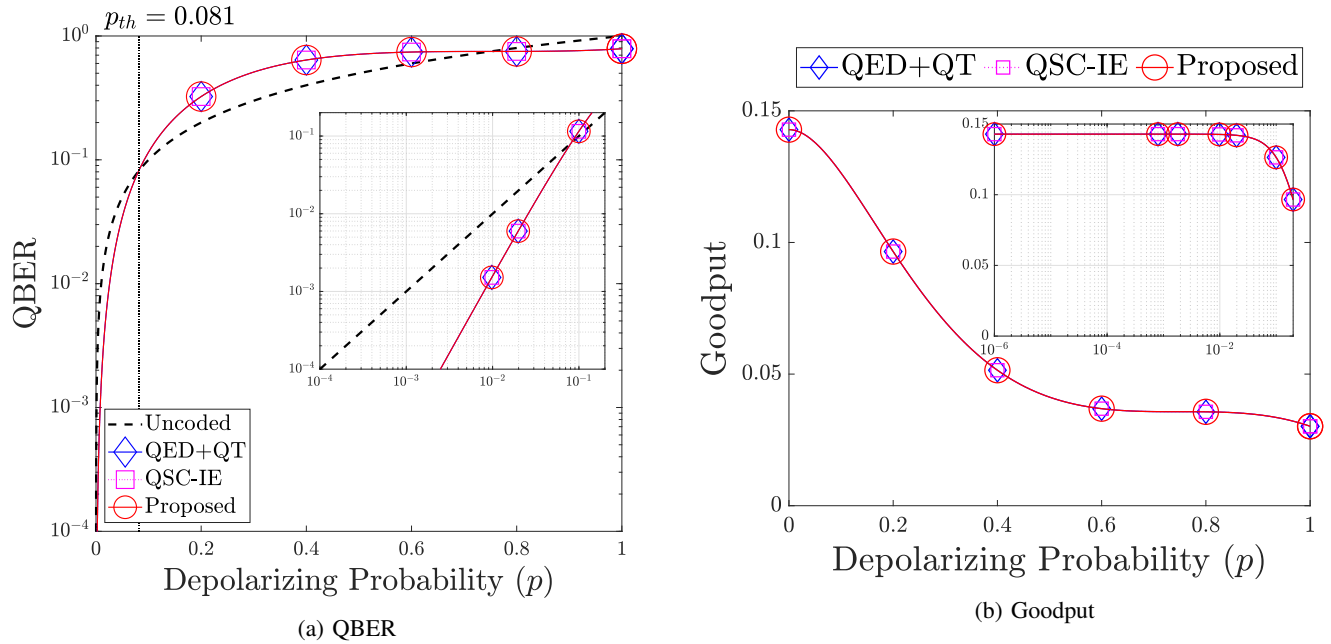 p_{th} = 0.081
QBER
10^0
10^{-1}
10^{-2}
10^{-3}
10^{-4}
10^{-1}
10^{-2}
10^{-3}
10^{-4}
10^{-4} 10^{-3} 10^{-2} 10^{-1}
Uncoded
QED+QT
QSC-IE
Proposed
0 0.2 0.4 0.6 0.8 1
Depolarizing Probability (p)
(a) QBER
QED+QT QSC-IE Proposed
Goodput
0.15
0.1
0.05
0
0.15
0.1
0.05
0
10^{-6} 10^{-4} 10^{-2}
0 0.2 0.4 0.6 0.8 1
Depolarizing Probability (p)
(b) Goodput